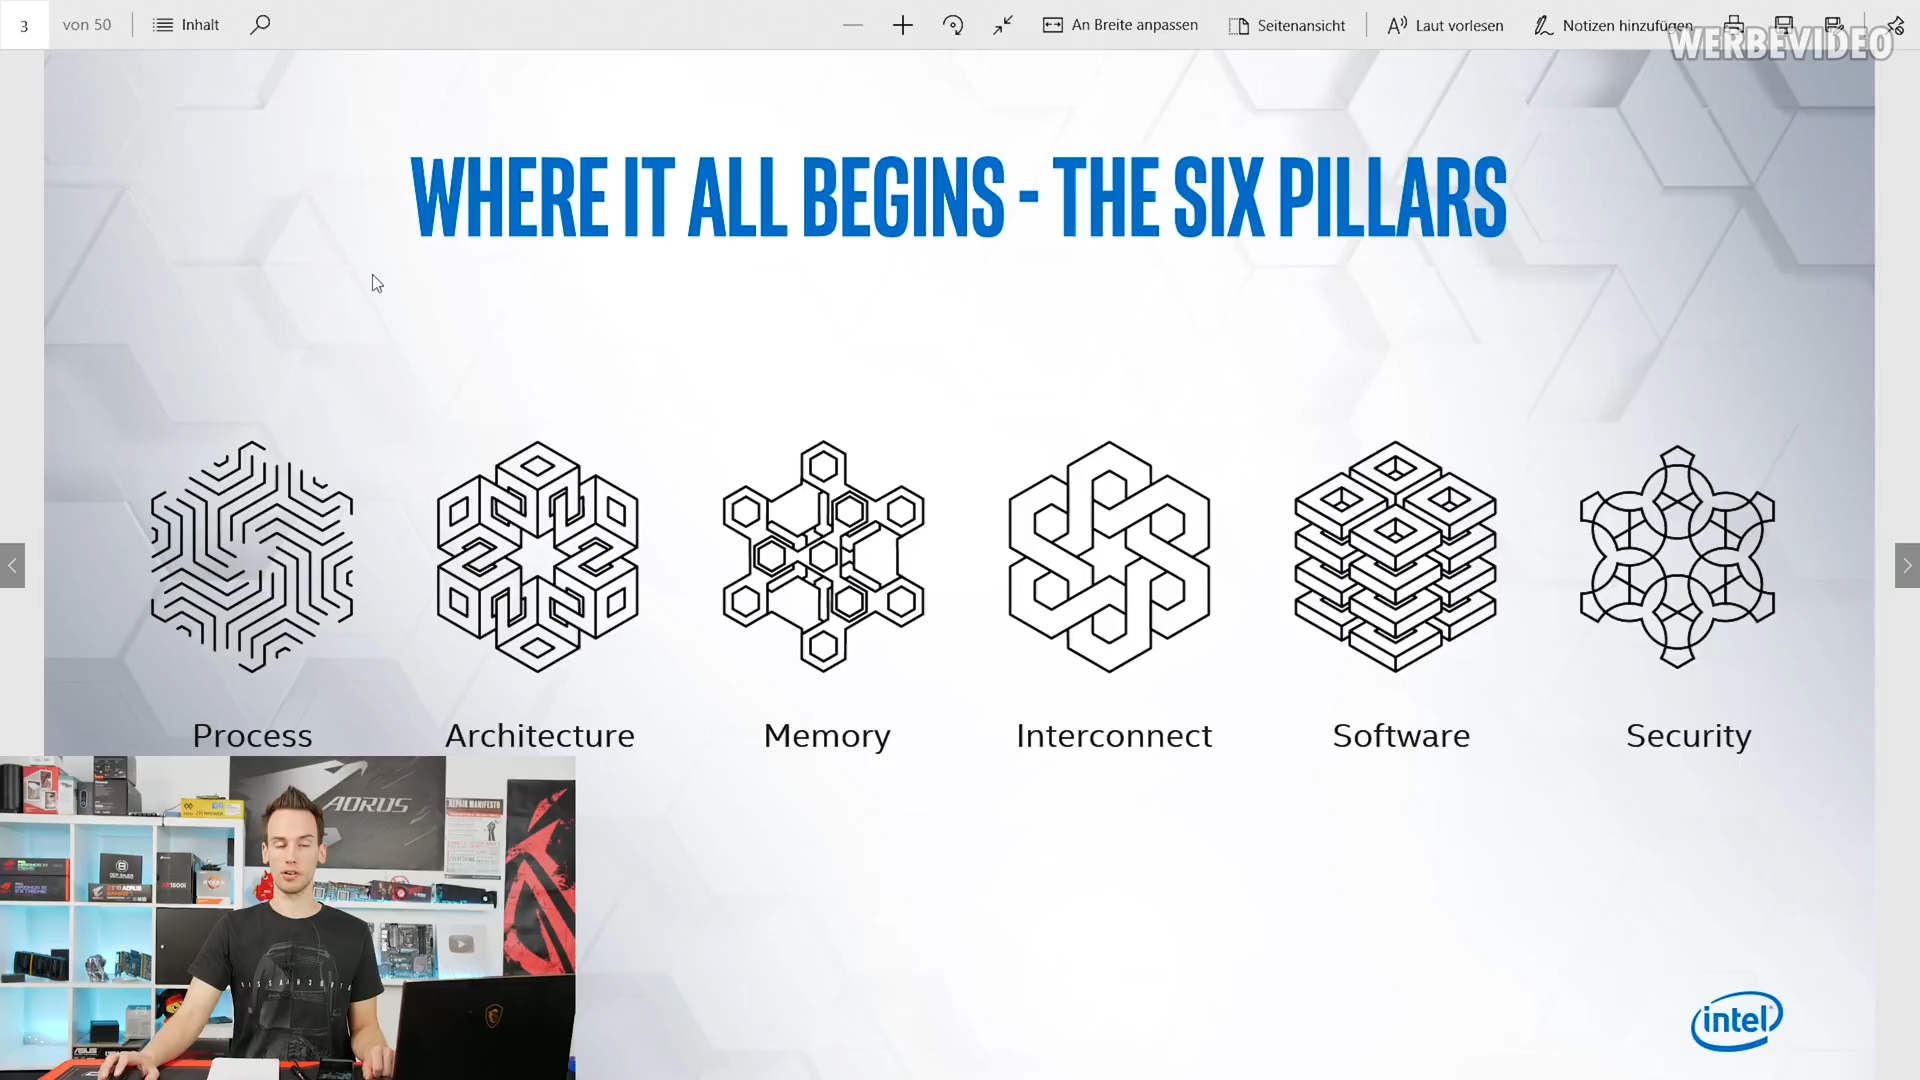 3 von 50 Inhalt An Breite anpassen Seitenansicht Laut vorlesen Notizen hinzufügen
WERBEVIDEO
WHERE IT ALL BEGINS - THE SIX PILLARS
Process Architecture Memory Interconnect Software Security
AORUS
REPAIR MANIFESTO
intel